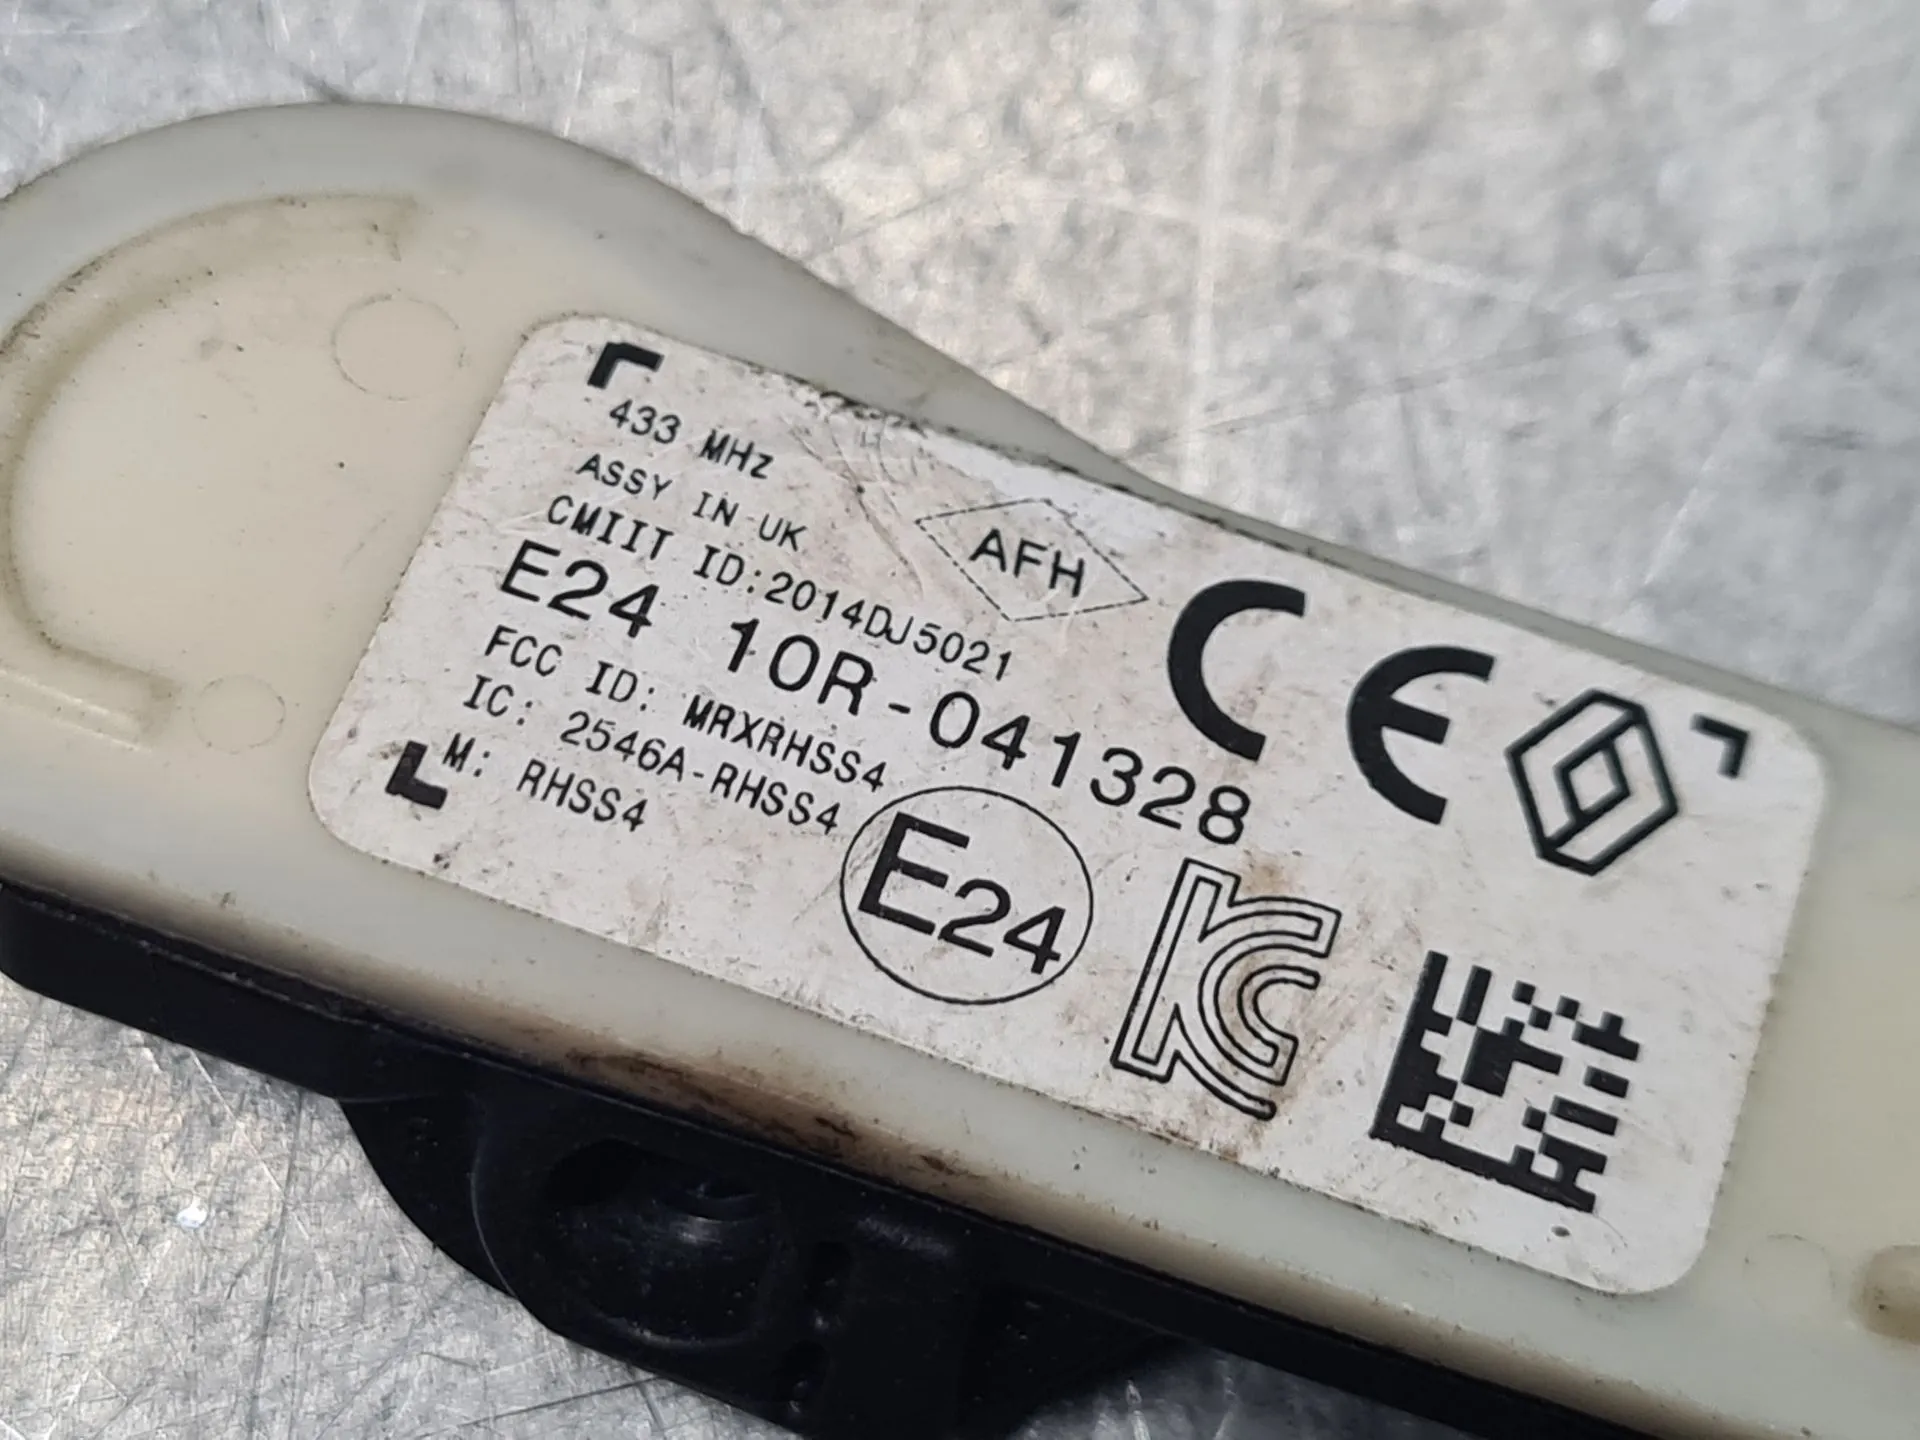 433 MHz
ASSY IN UK
CMIIT ID:2014DJ5021
E24 10R-041328
FCC ID: MRXRHSS4
IC: 2546A-RHSS4
M: RHSS4
AFH
CE
E24
KC